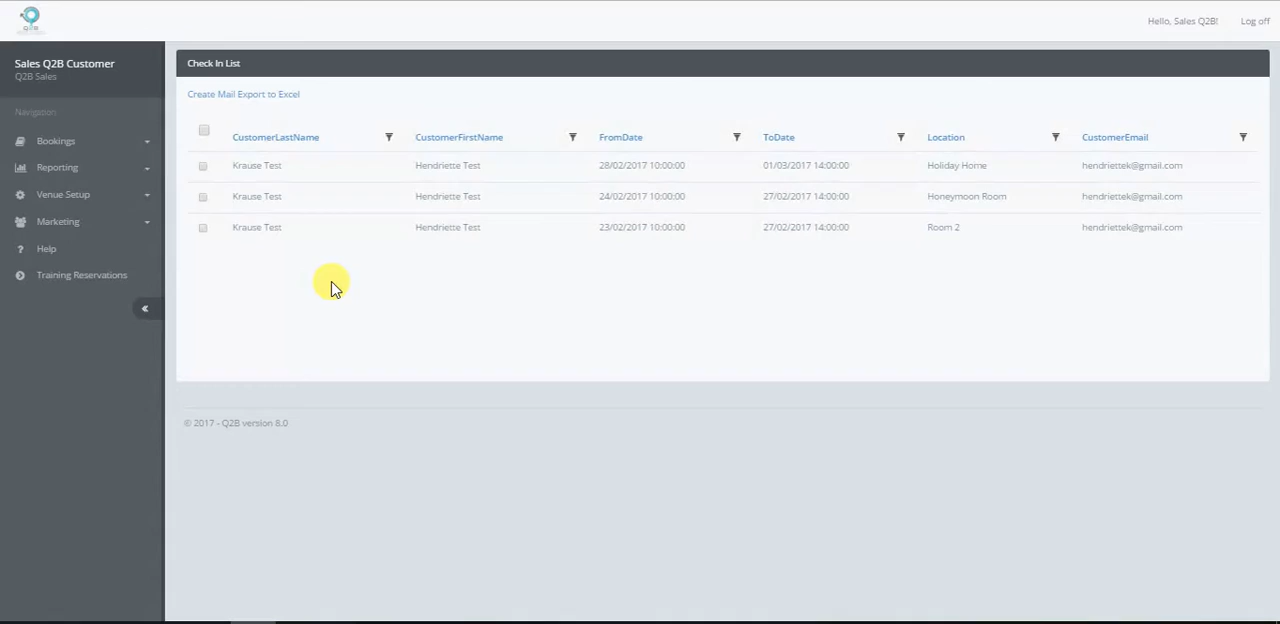 Q2B
Hello, Sales Q2B! Log off
Sales Q2B Customer
Q2B Sales
Navigation
Bookings
Reporting
Venue Setup
Marketing
Help
Training Reservations
Check In List
Create Mail Export to Excel
CustomerLastName CustomerFirstName FromDate ToDate Location CustomerEmail
Krause Test Hendriette Test 28/02/2017 10:00:00 01/03/2017 14:00:00 Holiday Home hendriettek@gmail.com
Krause Test Hendriette Test 24/02/2017 10:00:00 27/02/2017 14:00:00 Honeymoon Room hendriettek@gmail.com
Krause Test Hendriette Test 23/02/2017 10:00:00 27/02/2017 14:00:00 Room 2 hendriettek@gmail.com
© 2017 - Q2B version 8.0